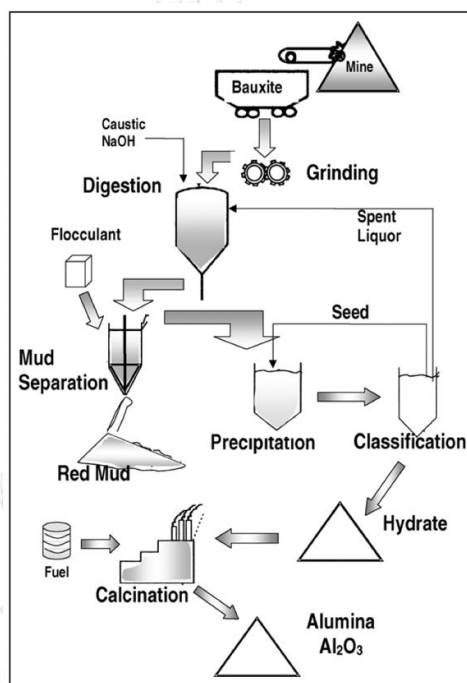 Mine
Bauxite
Caustic
NaOH
Grinding
Digestion
Spent
Liquor
Flocculant
Seed
Mud
Separation
Precipitation
Classification
Red Mud
Hydrate
Fuel
Calcination
Alumina
Al₂O₃